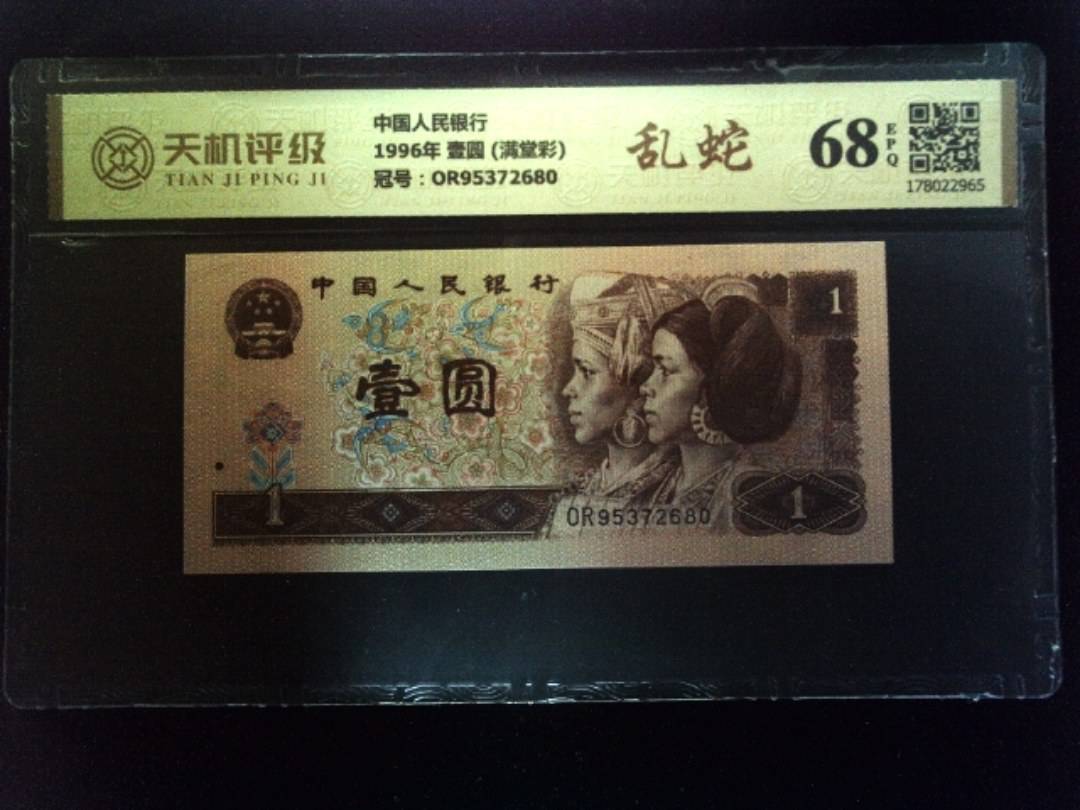 天机评级
TIAN JI PING JI
中国人民银行
1996年 壹圆 (满堂彩)
冠号：OR95372680
乱蛇
68
EPQ
178022965
中国人民银行
1
壹圆
1
OR95372680
1